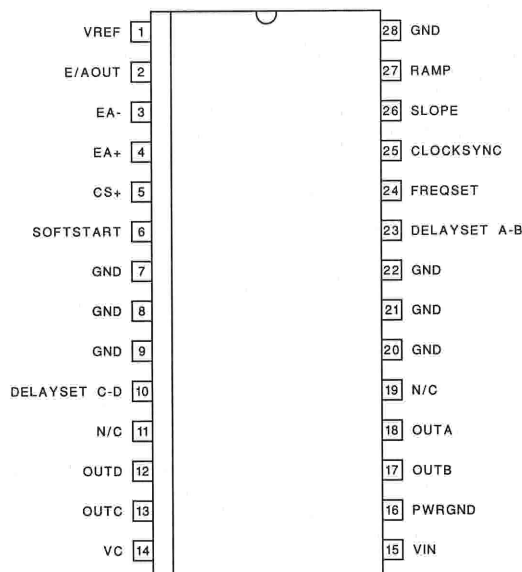 VREF 1 28 GND
E/AOUT 2 27 RAMP
EA- 3 26 SLOPE
EA+ 4 25 CLOCKSYNC
CS+ 5 24 FREQSET
SOFTSTART 6 23 DELAYSET A-B
GND 7 22 GND
GND 8 21 GND
GND 9 20 GND
DELAYSET C-D 10 19 N/C
N/C 11 18 OUTA
OUTD 12 17 OUTB
OUTC 13 16 PWRGND
VC 14 15 VIN